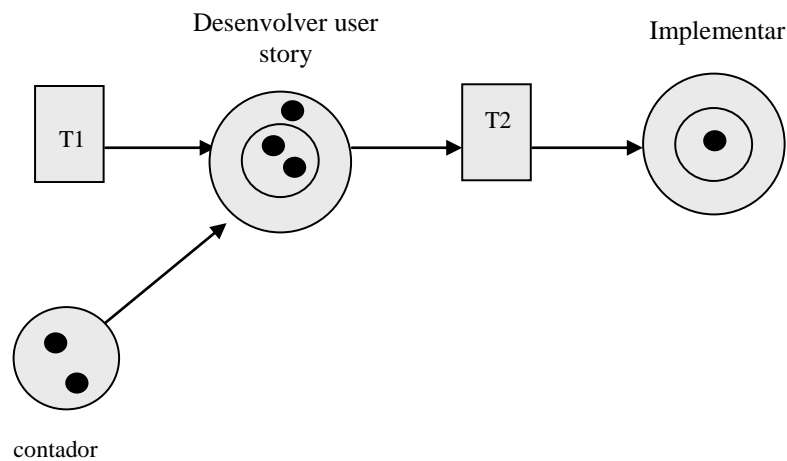 Desenvolver user
story
Implementar
T1
T2
contador